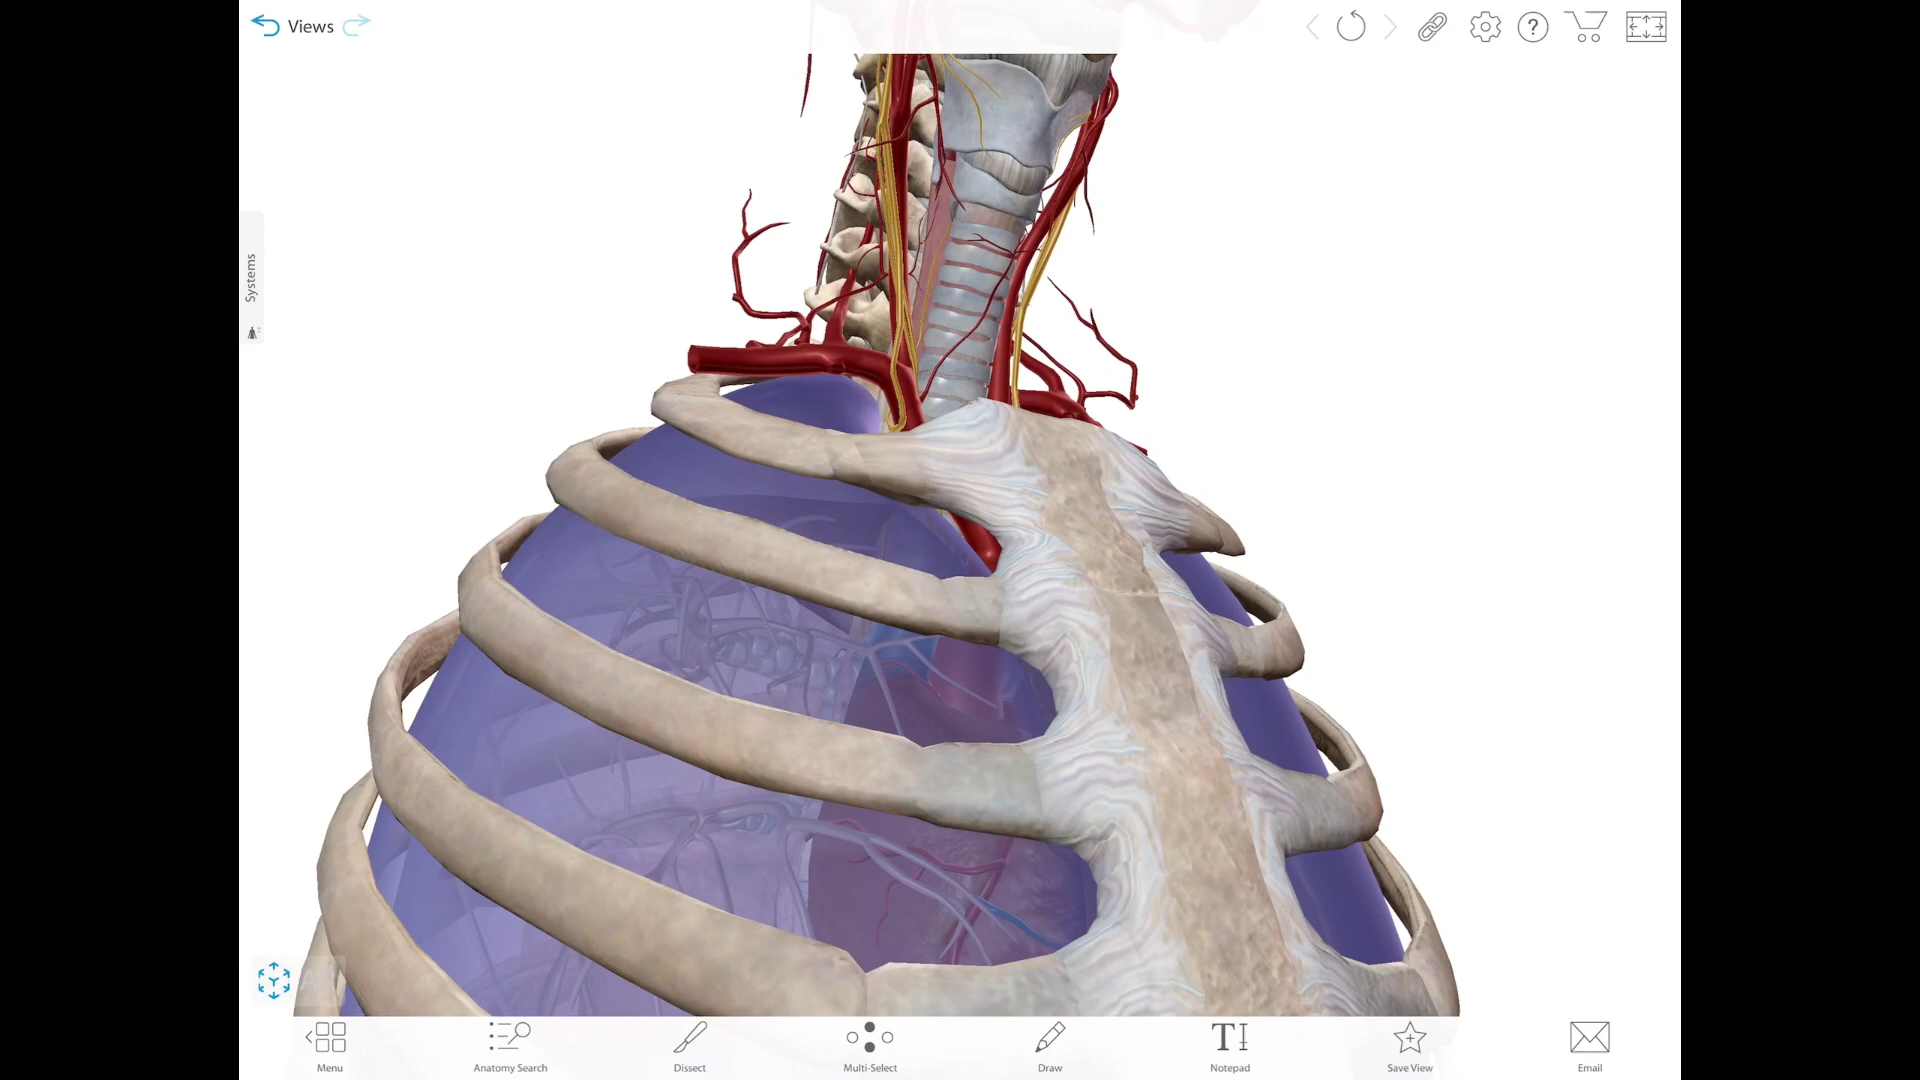 Views
Systems
Menu
Anatomy Search
Dissect
Multi-Select
Draw
Notepad
Save View
Email